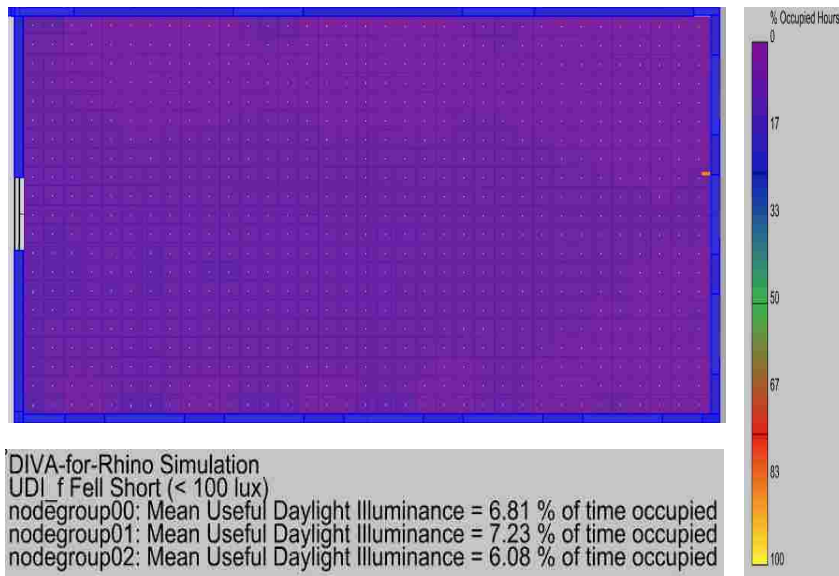 % Occupied Hours
0
17
33
50
67
83
100
DIVA-for-Rhino Simulation
UDI_f Fell Short (< 100 lux)
nodegroup00: Mean Useful Daylight Illuminance = 6.81 % of time occupied
nodegroup01: Mean Useful Daylight Illuminance = 7.23 % of time occupied
nodegroup02: Mean Useful Daylight Illuminance = 6.08 % of time occupied